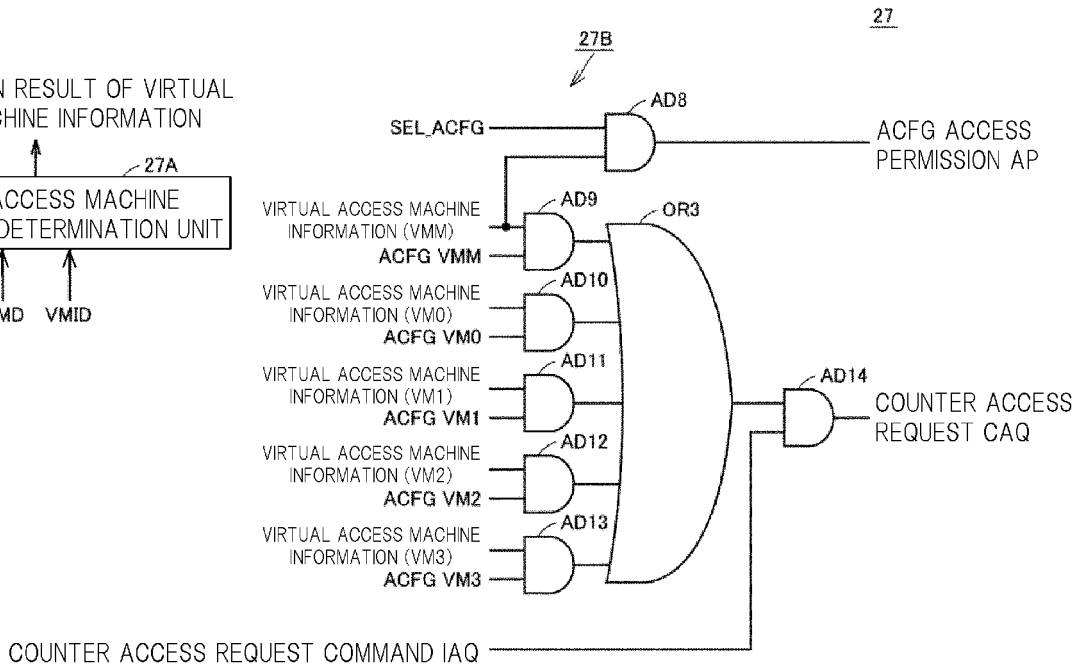 27
27B
N RESULT OF VIRTUAL
CHINE INFORMATION
27A
ACCESS MACHINE
DETERMINATION UNIT
MD VMID
SEL_ACFG
AD8
ACFG ACCESS
PERMISSION AP
VIRTUAL ACCESS MACHINE
INFORMATION (VMM)
ACFG VMM
AD9
OR3
VIRTUAL ACCESS MACHINE
INFORMATION (VM0)
ACFG VM0
AD10
VIRTUAL ACCESS MACHINE
INFORMATION (VM1)
ACFG VM1
AD11
VIRTUAL ACCESS MACHINE
INFORMATION (VM2)
ACFG VM2
AD12
VIRTUAL ACCESS MACHINE
INFORMATION (VM3)
ACFG VM3
AD13
AD14
COUNTER ACCESS
REQUEST CAQ
COUNTER ACCESS REQUEST COMMAND IAQ